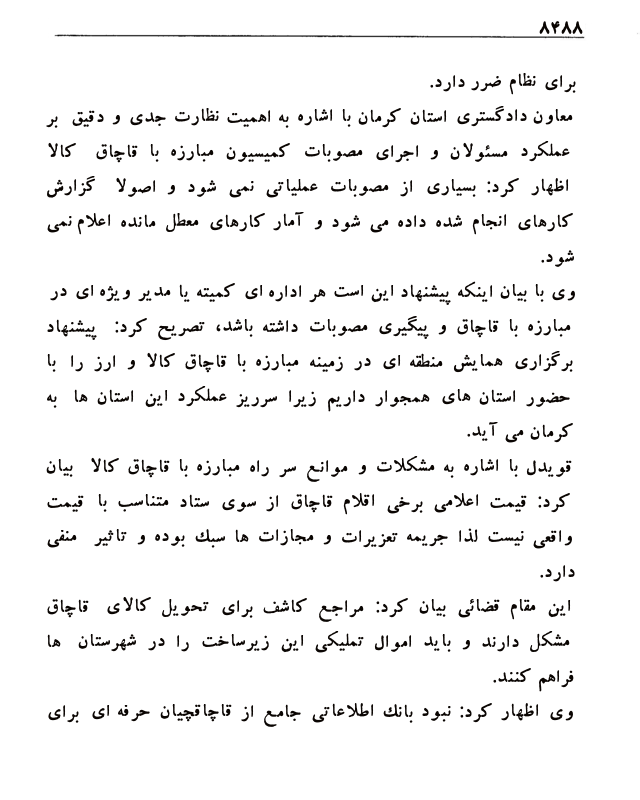 ۸۴۸۸
برای نظام ضرر دارد.
معاون دادگستری استان کرمان با اشاره به اهمیت نظارت جدی و دقیق بر
عملکرد مسئولان و اجرای مصوبات کمیسیون مبارزه با قاچاق کالا
اظهار کرد: بسیاری از مصوبات عملیاتی نمی شود و اصولا گزارش
کارهای انجام شده داده می شود و آمار کارهای معطل مانده اعلام نمی
شود.
وی با بیان اینکه پیشنهاد این است هر اداره ای کمیته یا مدیر ویژه ای در
مبارزه با قاچاق و پیگیری مصوبات داشته باشد، تصریح کرد: پیشنهاد
برگزاری همایش منطقه ای در زمینه مبارزه با قاچاق کالا و ارز را با
حضور استان های همجوار داریم زیرا سرریز عملکرد این استان ها به
کرمان می آید.
قویدل با اشاره به مشکلات و موانع سر راه مبارزه با قاچاق کالا بیان
کرد: قیمت اعلامی برخی اقلام قاچاق از سوی ستاد متناسب با قیمت
واقعی نیست لذا جریمه تعزیرات و مجازات ها سبك بوده و تاثیر منفی
دارد.
این مقام قضائی بیان کرد: مراجع کاشف برای تحویل کالای قاچاق
مشکل دارند و باید اموال تملیکی این زیرساخت را در شهرستان ها
فراهم کنند.
وی اظهار کرد: نبود بانك اطلاعاتی جامع از قاچاقچیان حرفه ای برای